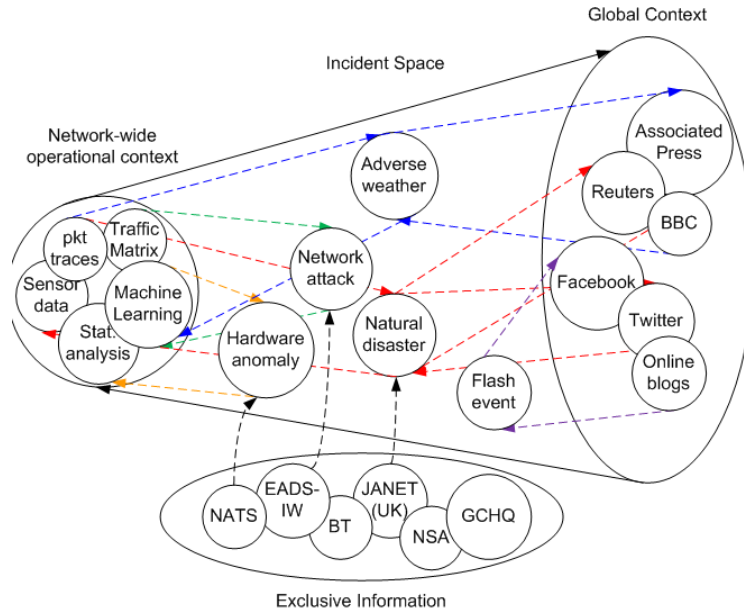 Global Context
Incident Space
Network-wide
operational context
Associated
Press
Adverse
weather
Reuters
BBC
pkt
traces
Traffic
Matrix
Network
attack
Facebook
Sensor
data
Machine
Learning
Stat.
analysis
Hardware
anomaly
Natural
disaster
Twitter
Online
blogs
Flash
event
NATS
EADS-
IW
BT
JANET
(UK)
NSA
GCHQ
Exclusive Information